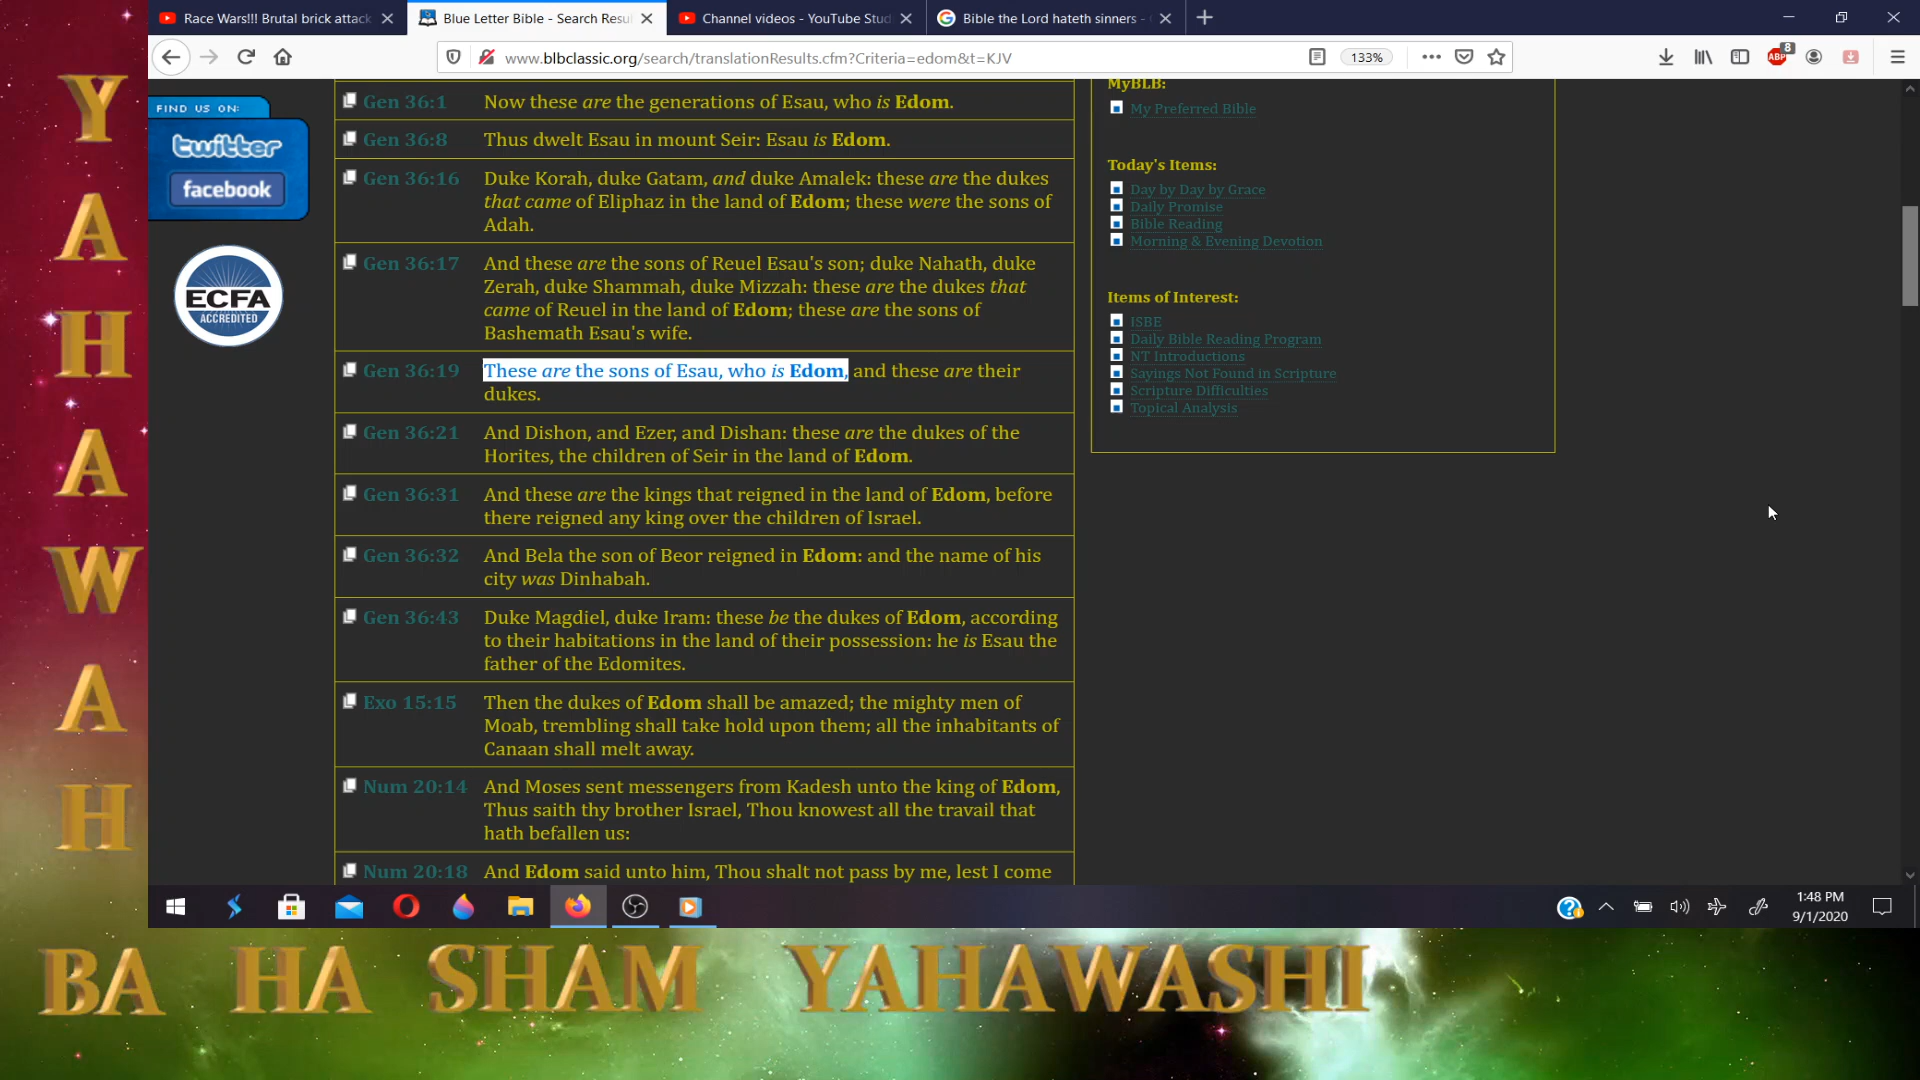 Race Wars!!! Brutal brick attack
Blue Letter Bible - Search Resu
Channel videos - YouTube Stud
Bible the Lord hateth sinners -
www.blbclassic.org/search/translationResults.cfm?Criteria=edom&t=KJV
133%
ABP
8
FIND US ON:
twitter
facebook
ECFA
ACCREDITED
Gen 36:1 Now these are the generations of Esau, who is Edom.
Gen 36:8 Thus dwelt Esau in mount Seir: Esau is Edom.
Gen 36:16 Duke Korah, duke Gatam, and duke Amalek: these are the dukes
that came of Eliphaz in the land of Edom; these were the sons of
Adah.
Gen 36:17 And these are the sons of Reuel Esau's son; duke Nahath, duke
Zerah, duke Shammah, duke Mizzah: these are the dukes that
came of Reuel in the land of Edom; these are the sons of
Bashemath Esau's wife.
Gen 36:19 These are the sons of Esau, who is Edom, and these are their
dukes.
Gen 36:21 And Dishon, and Ezer, and Dishan: these are the dukes of the
Horites, the children of Seir in the land of Edom.
Gen 36:31 And these are the kings that reigned in the land of Edom, before
there reigned any king over the children of Israel.
Gen 36:32 And Bela the son of Beor reigned in Edom: and the name of his
city was Dinhabah.
Gen 36:43 Duke Magdiel, duke Iram: these be the dukes of Edom, according
to their habitations in the land of their possession: he is Esau the
father of the Edomites.
Exo 15:15 Then the dukes of Edom shall be amazed; the mighty men of
Moab, trembling shall take hold upon them; all the inhabitants of
Canaan shall melt away.
Num 20:14 And Moses sent messengers from Kadesh unto the king of Edom,
Thus saith thy brother Israel, Thou knowest all the travail that
hath befallen us:
Num 20:18 And Edom said unto him, Thou shalt not pass by me, lest I come
MyBLB:
My Preferred Bible
Today's Items:
Day by Day by Grace
Daily Promise
Bible Reading
Morning & Evening Devotion
Items of Interest:
ISBE
Daily Bible Reading Program
NT Introductions
Sayings Not Found in Scripture
Scripture Difficulties
Topical Analysis
1:48 PM
9/1/2020
Y
A
H
A
W
A
H
BA HA SHAM YAHAWASHI